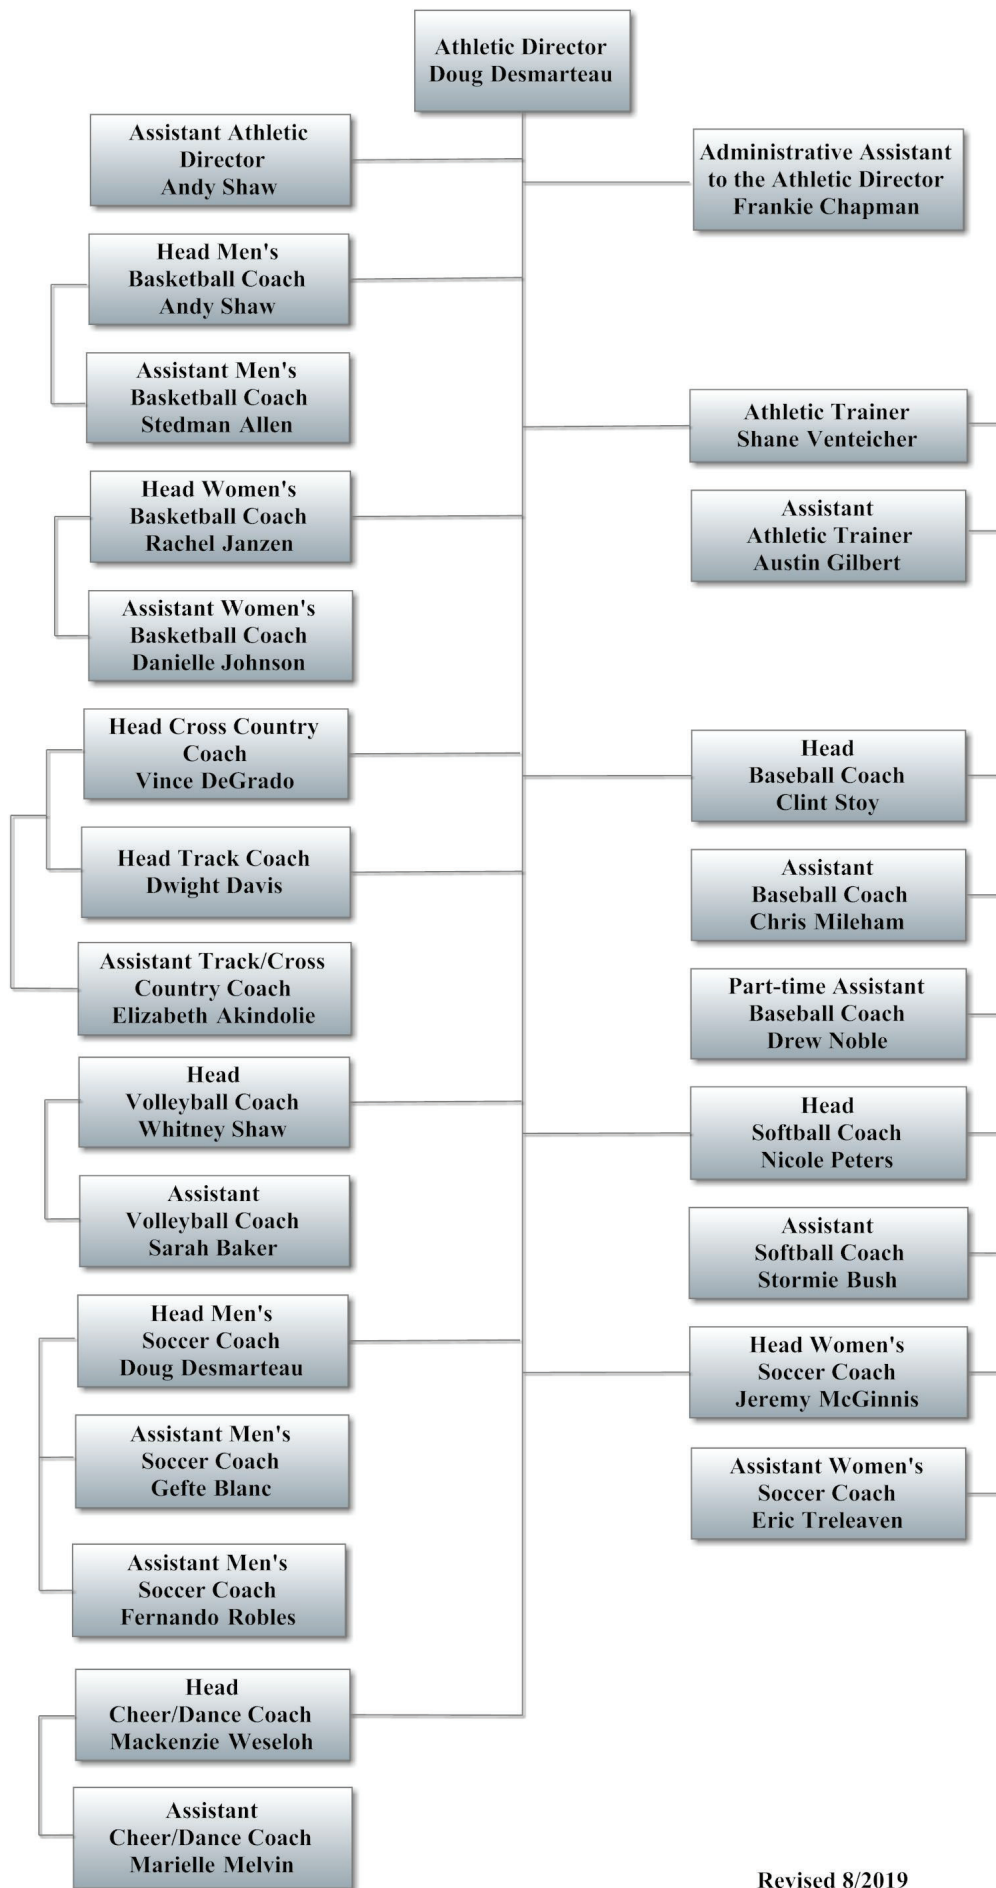 Athletic Director
Doug Desmarteau
Assistant Athletic
Director
Andy Shaw
Administrative Assistant
to the Athletic Director
Frankie Chapman
Head Men's
Basketball Coach
Andy Shaw
Assistant Men's
Basketball Coach
Stedman Allen
Head Women's
Basketball Coach
Rachel Janzen
Assistant Women's
Basketball Coach
Danielle Johnson
Head Cross Country
Coach
Vince DeGrado
Head Track Coach
Dwight Davis
Assistant Track/Cross
Country Coach
Elizabeth Akindolie
Head
Volleyball Coach
Whitney Shaw
Assistant
Volleyball Coach
Sarah Baker
Head Men's
Soccer Coach
Doug Desmarteau
Assistant Men's
Soccer Coach
Gefte Blanc
Assistant Men's
Soccer Coach
Fernando Robles
Head
Cheer/Dance Coach
Mackenzie Weseloh
Assistant
Cheer/Dance Coach
Marielle Melvin
Athletic Trainer
Shane Venteicher
Assistant
Athletic Trainer
Austin Gilbert
Head
Baseball Coach
Clint Stoy
Assistant
Baseball Coach
Chris Mileham
Part-time Assistant
Baseball Coach
Drew Noble
Head
Softball Coach
Nicole Peters
Assistant
Softball Coach
Stormie Bush
Head Women's
Soccer Coach
Jeremy McGinnis
Assistant Women's
Soccer Coach
Eric Treleaven
Revised 8/2019